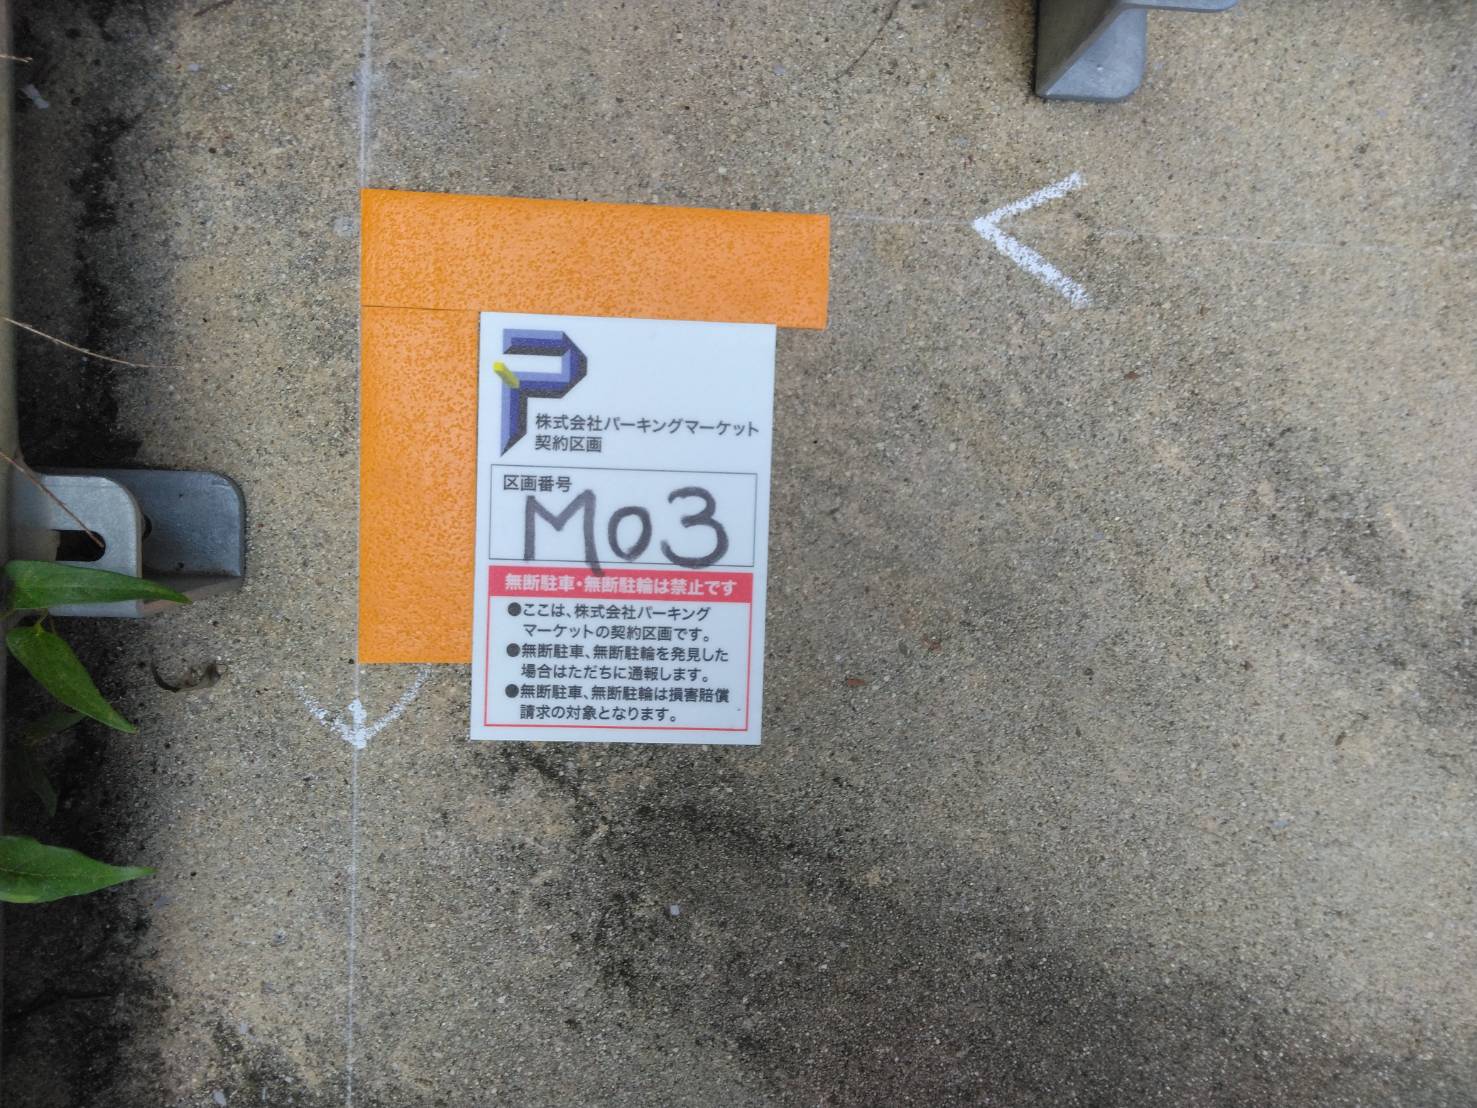 株式会社パーキングマーケット
契約区画
区画番号
M03
無断駐車・無断駐輪は禁止です
●ここは、株式会社パーキング
マーケットの契約区画です。
●無断駐車、無断駐輪を発見した
場合はただちに通報します。
●無断駐車、無断駐輪は損害賠償
請求の対象となります。